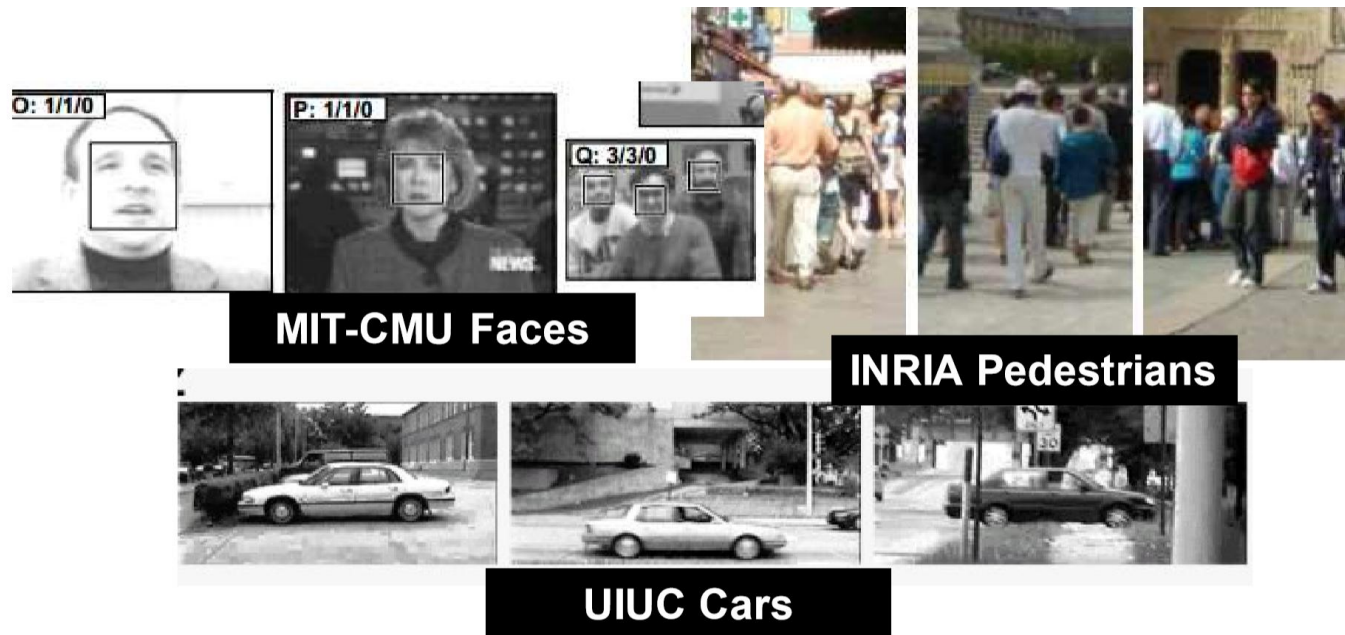 O: 1/1/0
P: 1/1/0
Q: 3/3/0
NEWS
MIT-CMU Faces
INRIA Pedestrians
30
UIUC Cars